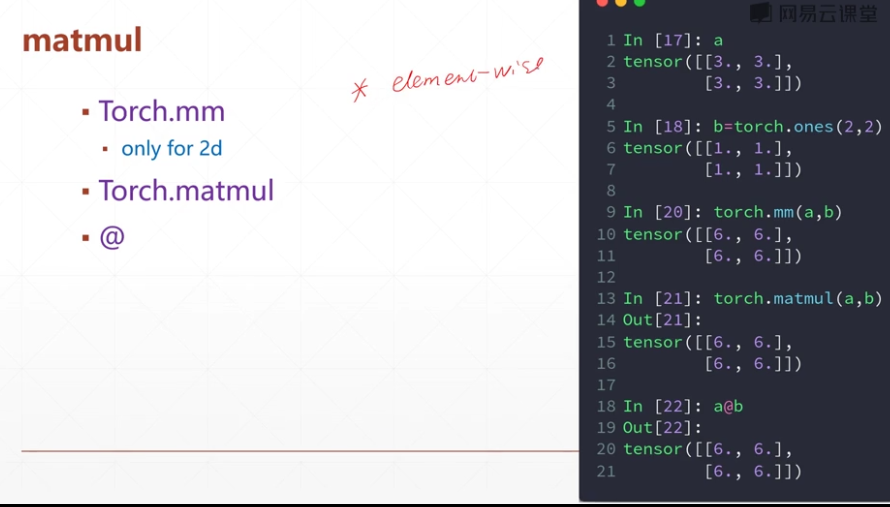 matmul
* element-wise
▪ Torch.mm
▪ only for 2d
▪ Torch.matmul
▪ @
网易云课堂
1 In [17]: a
2 tensor([[3., 3.],
3         [3., 3.]])
4
5 In [18]: b=torch.ones(2,2)
6 tensor([[1., 1.],
7         [1., 1.]])
8
9 In [20]: torch.mm(a,b)
10 tensor([[6., 6.],
11         [6., 6.]])
12
13 In [21]: torch.matmul(a,b)
14 Out[21]:
15 tensor([[6., 6.],
16         [6., 6.]])
17
18 In [22]: a@b
19 Out[22]:
20 tensor([[6., 6.],
21         [6., 6.]])